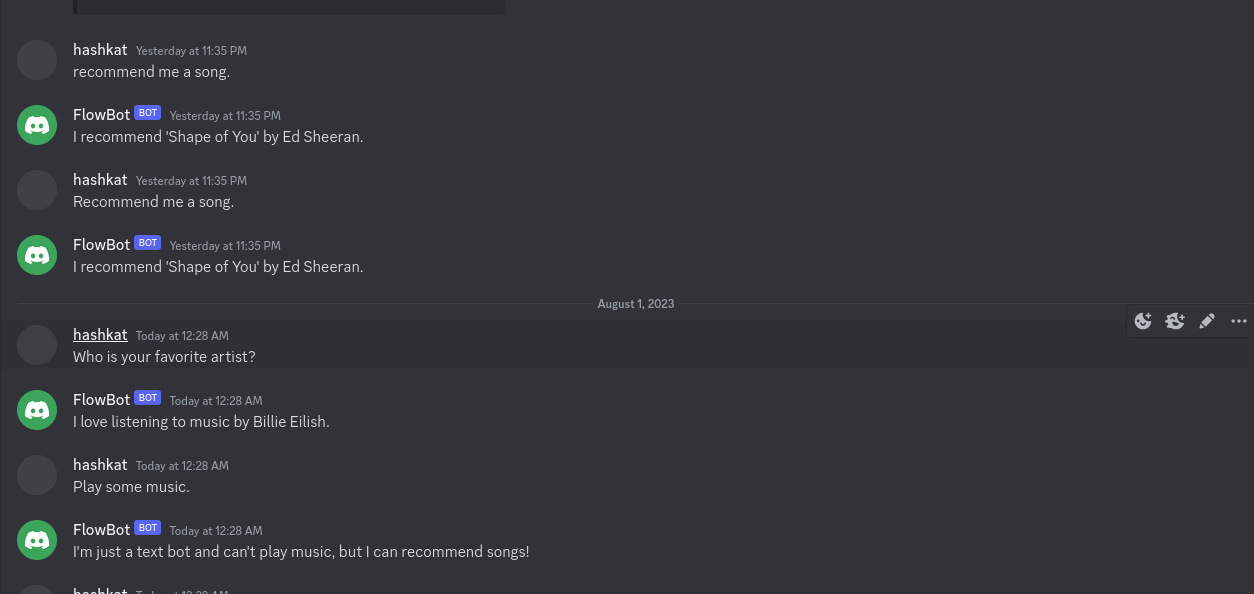 hashkat Yesterday at 11:35 PM
recommend me a song.
FlowBot BOT Yesterday at 11:35 PM
I recommend 'Shape of You' by Ed Sheeran.
hashkat Yesterday at 11:35 PM
Recommend me a song.
FlowBot BOT Yesterday at 11:35 PM
I recommend 'Shape of You' by Ed Sheeran.
August 1, 2023
hashkat Today at 12:28 AM
Who is your favorite artist?
FlowBot BOT Today at 12:28 AM
I love listening to music by Billie Eilish.
hashkat Today at 12:28 AM
Play some music.
FlowBot BOT Today at 12:28 AM
I'm just a text bot and can't play music, but I can recommend songs!
hashkat Today at 12:28 AM